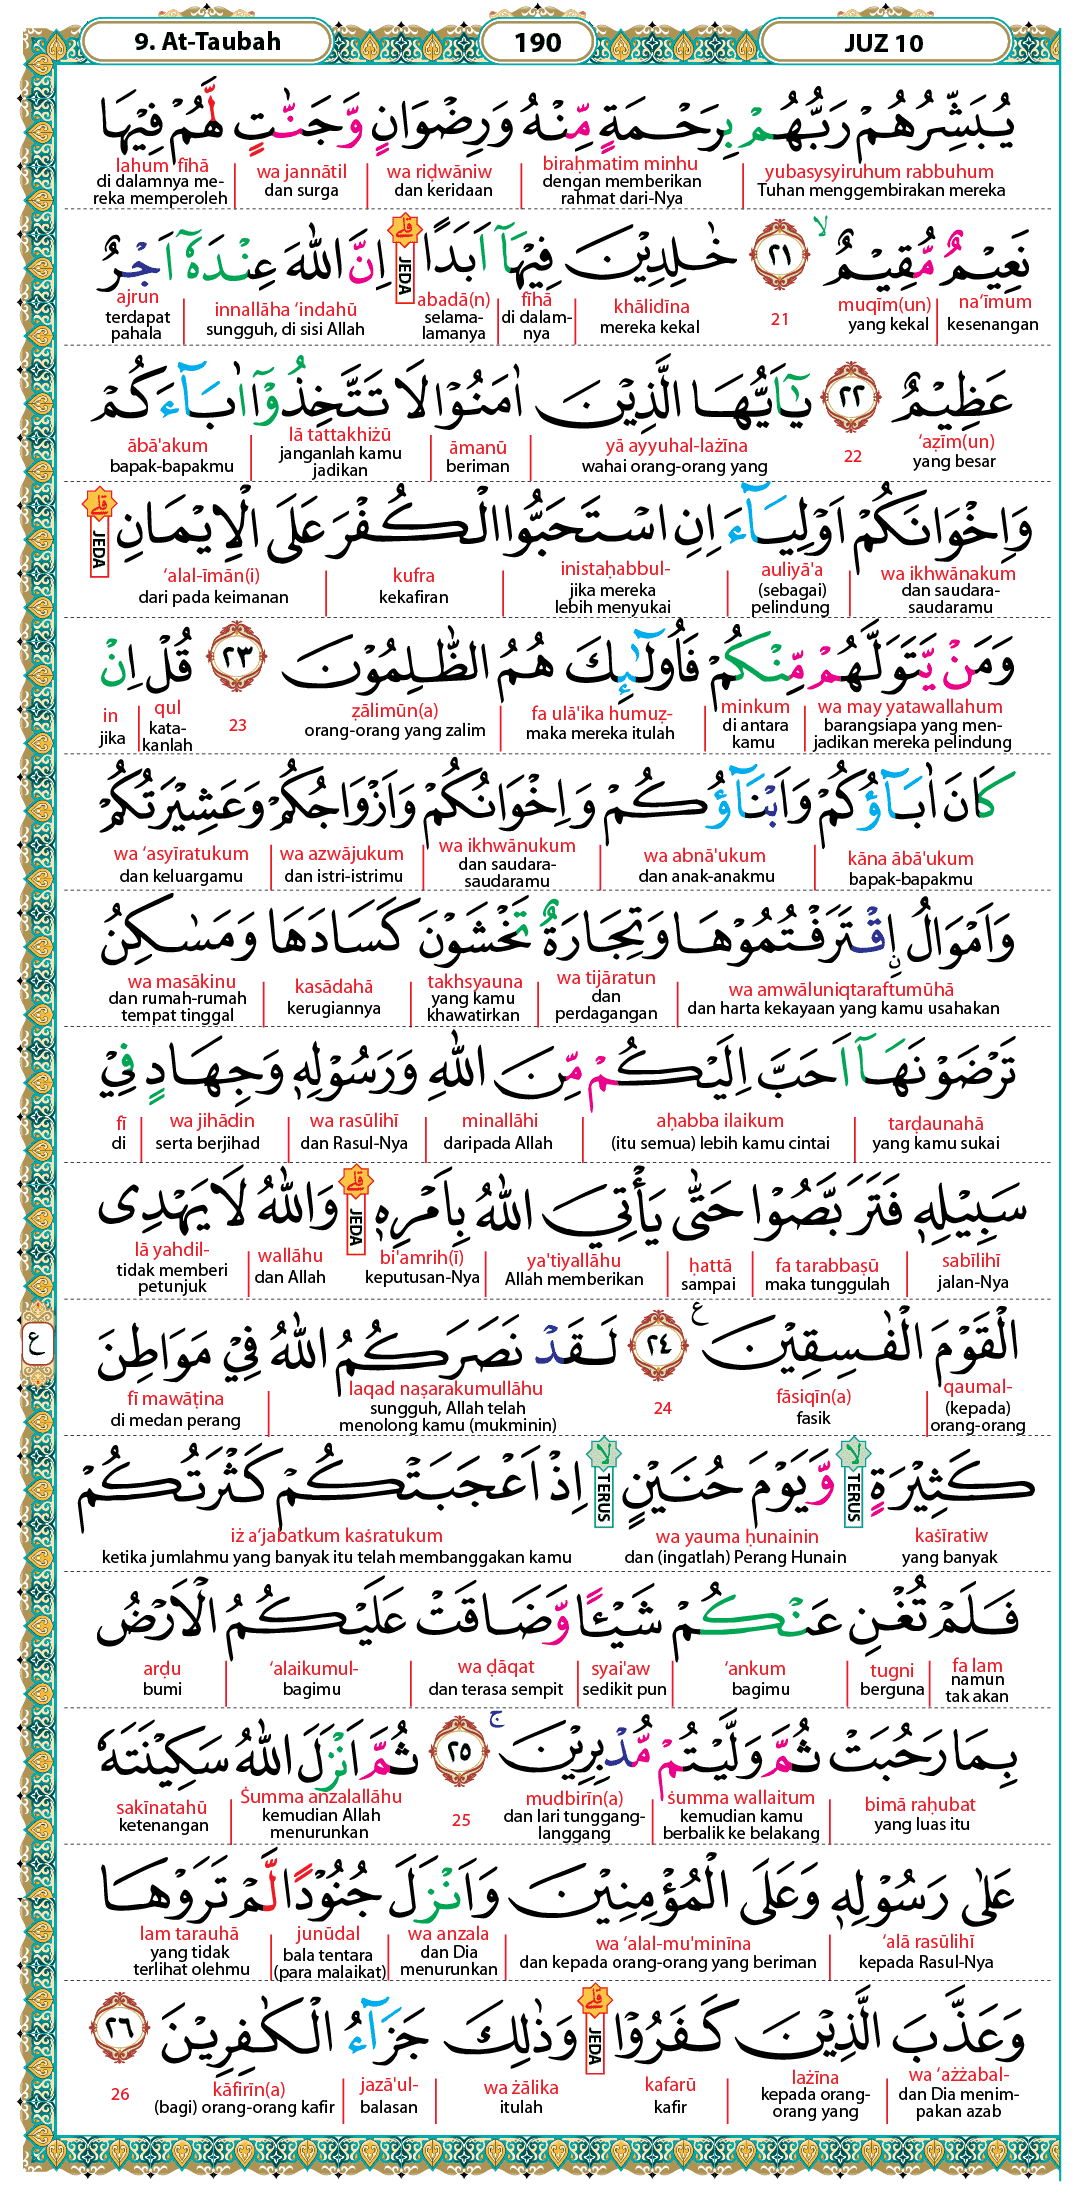 9. At-Taubah 190 JUZ 10
يُبَشِّرُهُمْ رَبُّهُمْ بِرَحْمَةٍ مِّنْهُ وَرِضْوَانٍ وَّجَنّٰتٍ لَّهُمْ فِيْهَا
yubasysyiruhum rabbuhum biraḥmatim minhu wa riḍwāniw wa jannātil lahum fīhā
Tuhan menggembirakan mereka dengan memberikan rahmat dari-Nya dan keridaan dan surga di dalamnya me-reka memperoleh
نَعِيْمٌ مُّقِيْمٌ ۙ ﴿٢١﴾ خٰلِدِيْنَ فِيْهَآ اَبَدًا ۗ JEDA اِنَّ اللّٰهَ عِنْدَهٗٓ اَجْرٌ
na‘īmum muqīm(un) 21 khālidīna fīhā abadā(n) innallāha ‘indahū ajrun
kesenangan yang kekal mereka kekal di dalam-nya selama-lamanya sungguh, di sisi Allah terdapat pahala
عَظِيْمٌ ﴿٢٢﴾ يٰٓاَيُّهَا الَّذِيْنَ اٰمَنُوْا لَا تَتَّخِذُوْٓا اٰبَآءَكُمْ
‘aẓīm(un) 22 yā ayyuhal-lażīna āmanū lā tattakhiżū ābā'akum
yang besar wahai orang-orang yang beriman janganlah kamu jadikan bapak-bapakmu
وَاِخْوَانَكُمْ اَوْلِيَآءَ اِنِ اسْتَحَبُّوا الْكُفْرَ عَلَى الْاِيْمَانِ ۗ JEDA
wa ikhwānakum auliyā'a inistaḥabbul- kufra ‘alal-īmān(i)
dan saudara-saudaramu (sebagai) pelindung jika mereka lebih menyukai kekafiran dari pada keimanan
وَمَنْ يَّتَوَلَّهُمْ مِّنْكُمْ فَاُولٰۤىِٕكَ هُمُ الظّٰلِمُوْنَ ﴿٢٣﴾ قُلْ اِنْ
wa may yatawallahum minkum fa ulā'ika humuẓ- ẓālimūn(a) 23 qul in
barangsiapa yang men-jadikan mereka pelindung di antara kamu maka mereka itulah orang-orang yang zalim kata-kanlah jika
كَانَ اٰبَآؤُكُمْ وَاَبْنَآؤُكُمْ وَاِخْوَانُكُمْ وَاَزْوَاجُكُمْ وَعَشِيْرَتُكُمْ
kāna ābā'ukum wa abnā'ukum wa ikhwānukum wa azwājukum wa ‘asyīratukum
bapak-bapakmu dan anak-anakmu dan saudara-saudaramu dan istri-istrimu dan keluargamu
وَاَمْوَالُ ِۨاقْتَرَفْتُمُوْهَا وَتِجَارَةٌ تَخْشَوْنَ كَسَادَهَا وَمَسٰكِنُ
wa amwāluniqtaraftumūhā wa tijāratun takhsyauna kasādahā wa masākinu
dan harta kekayaan yang kamu usahakan dan perdagangan yang kamu khawatirkan kerugiannya dan rumah-rumah tempat tinggal
تَرْضَوْنَهَآ اَحَبَّ اِلَيْكُمْ مِّنَ اللّٰهِ وَرَسُوْلِهٖ وَجِهَادٍ فِيْ
tarḍaunahā aḥabba ilaikum minallāhi wa rasūlihī wa jihādin fī
yang kamu sukai (itu semua) lebih kamu cintai daripada Allah dan Rasul-Nya serta berjihad di
سَبِيْلِهٖ فَتَرَبَّصُوْا حَتّٰى يَأْتِيَ اللّٰهُ بِاَمْرِهٖ ۗ JEDA وَاللّٰهُ لَا يَهْدِى
sabīlihī fa tarabbaṣū ḥattā ya'tiyallāhu bi'amrih(ī) wallāhu lā yahdil-
jalan-Nya maka tunggulah sampai Allah memberikan keputusan-Nya dan Allah tidak memberi petunjuk
ع الْقَوْمَ الْفٰسِقِيْنَ ࣖ ﴿٢٤﴾ لَقَدْ نَصَرَكُمُ اللّٰهُ فِيْ مَوَاطِنَ
qaumal- fāsiqīn(a) 24 laqad naṣarakumullāhu fī mawāṭina
(kepada) orang-orang fasik sungguh, Allah telah menolong kamu (mukminin) di medan perang
كَثِيْرَةٍ ۙ TERUS وَّيَوْمَ حُنَيْنٍ ۙ TERUS اِذْ اَعْجَبَتْكُمْ كَثْرَتُكُمْ
kaṡīratiw wa yauma ḥunainin iż a‘jabatkum kaṡratukum
yang banyak dan (ingatlah) Perang Hunain ketika jumlahmu yang banyak itu telah membanggakan kamu
فَلَمْ تُغْنِ عَنْكُمْ شَيْـًٔا وَّضَاقَتْ عَلَيْكُمُ الْاَرْضُ
fa lam tugni ‘ankum syai'aw wa ḍāqat ‘alaikumul- arḍu
namun tak akan berguna bagimu sedikit pun dan terasa sempit bagimu bumi
بِمَا رَحُبَتْ ثُمَّ وَلَّيْتُمْ مُّدْبِرِيْنَ ۚ ﴿٢٥﴾ ثُمَّ اَنْزَلَ اللّٰهُ سَكِيْنَتَهٗ
bimā raḥubat ṡumma wallaitum mudbirīn(a) 25 Ṡumma anzalallāhu sakīnatahū
yang luas itu kemudian kamu berbalik ke belakang dan lari tunggang-langgang kemudian Allah menurunkan ketenangan
عَلٰى رَسُوْلِهٖ وَعَلَى الْمُؤْمِنِيْنَ وَاَنْزَلَ جُنُوْدًا لَّمْ تَرَوْهَا
‘alā rasūlihī wa ‘alal-mu'minīna wa anzala junūdal lam tarauhā
kepada Rasul-Nya dan kepada orang-orang yang beriman dan Dia menurunkan bala tentara (para malaikat) yang tidak terlihat olehmu
وَعَذَّبَ الَّذِيْنَ كَفَرُوْا ۗ JEDA وَذٰلِكَ جَزَآءُ الْكٰفِرِيْنَ ﴿٢٦﴾
wa ‘ażżabal- lażīna kafarū wa żālika jazā'ul- kāfirīn(a) 26
dan Dia menim-pakan azab kepada orang-orang yang kafir itulah balasan (bagi) orang-orang kafir